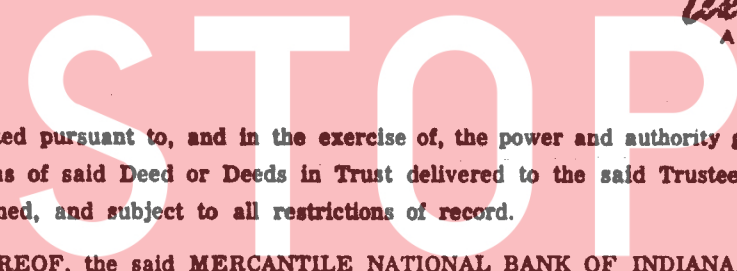 STOP
A
ed pursuant to, and in the exercise of, the power and authority
s of said Deed or Deeds in Trust delivered to the said Trustee
ned, and subject to all restrictions of record.
REOF, the said MERCANTILE NATIONAL BANK OF INDIANA